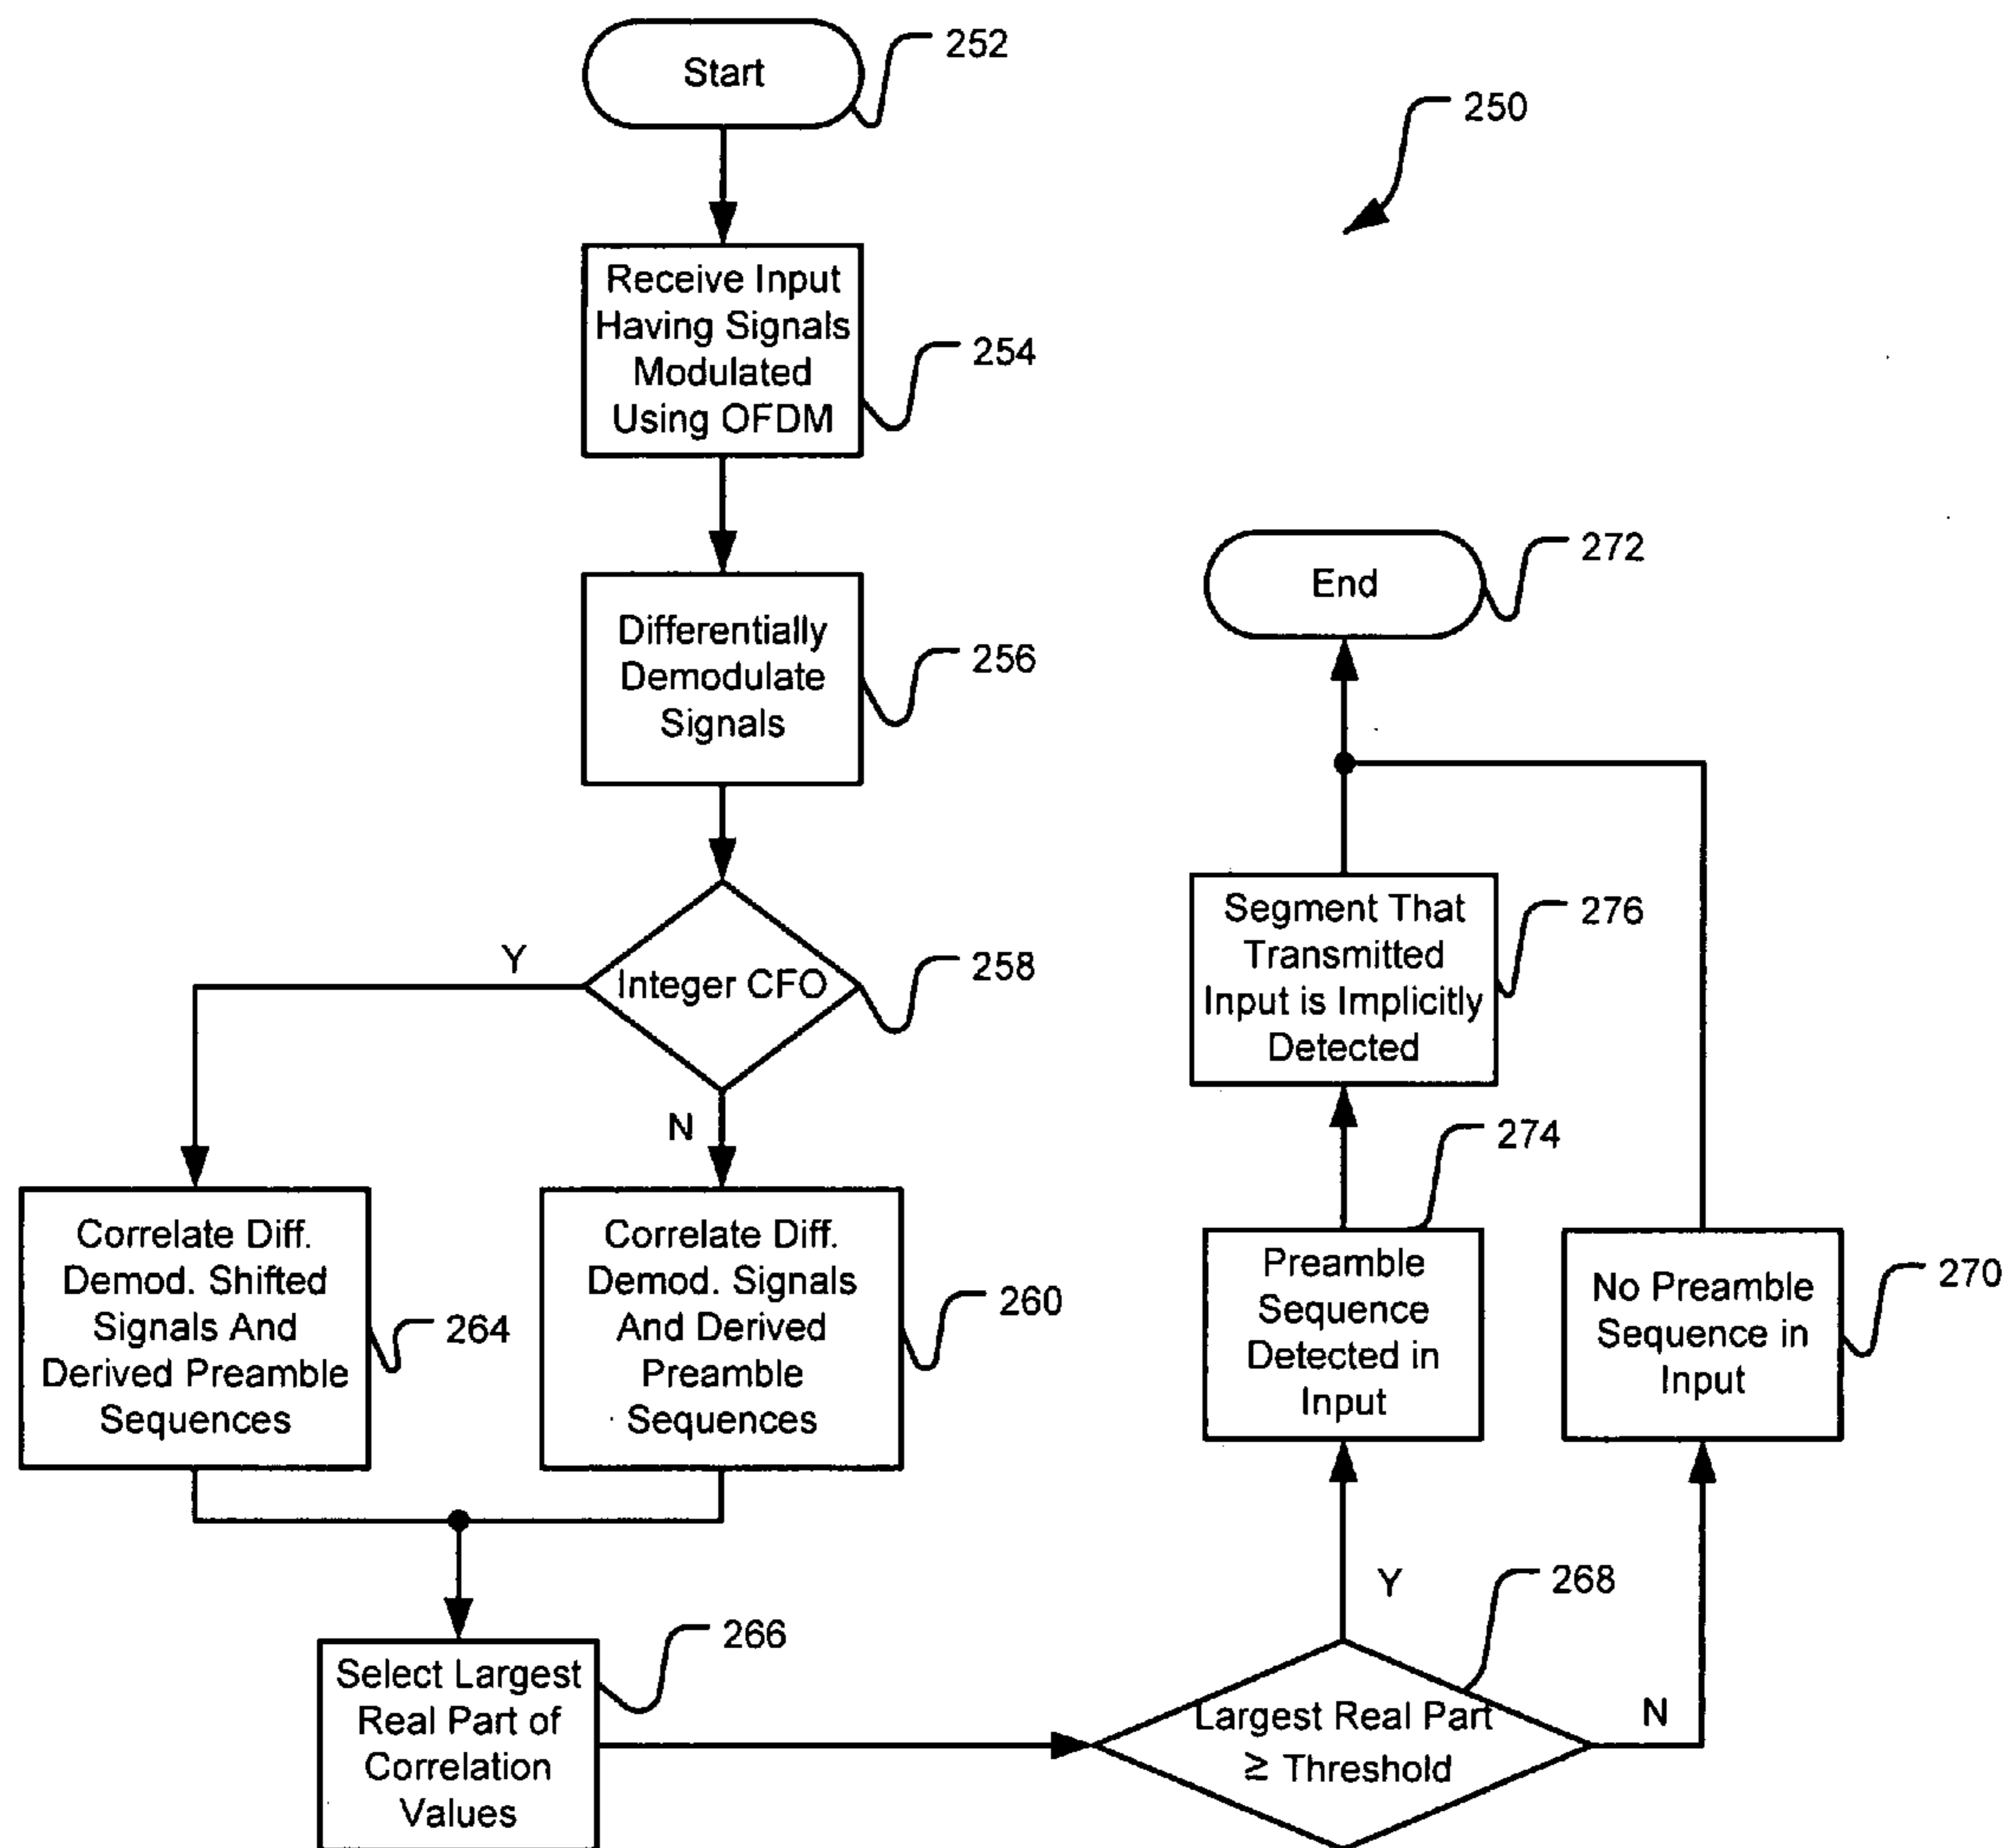 Start
252
250
Receive Input
Having Signals
Modulated
Using OFDM
254
Differentially
Demodulate
Signals
256
End
272
Integer CFO
258
Y
N
Segment That
Transmitted
Input is Implicitly
Detected
276
274
Correlate Diff.
Demod. Shifted
Signals And
Derived Preamble
Sequences
264
Correlate Diff.
Demod. Signals
And Derived
Preamble
Sequences
260
Preamble
Sequence
Detected in
Input
No Preamble
Sequence in
Input
270
Select Largest
Real Part of
Correlation
Values
266
Largest Real Part
≥ Threshold
268
Y
N